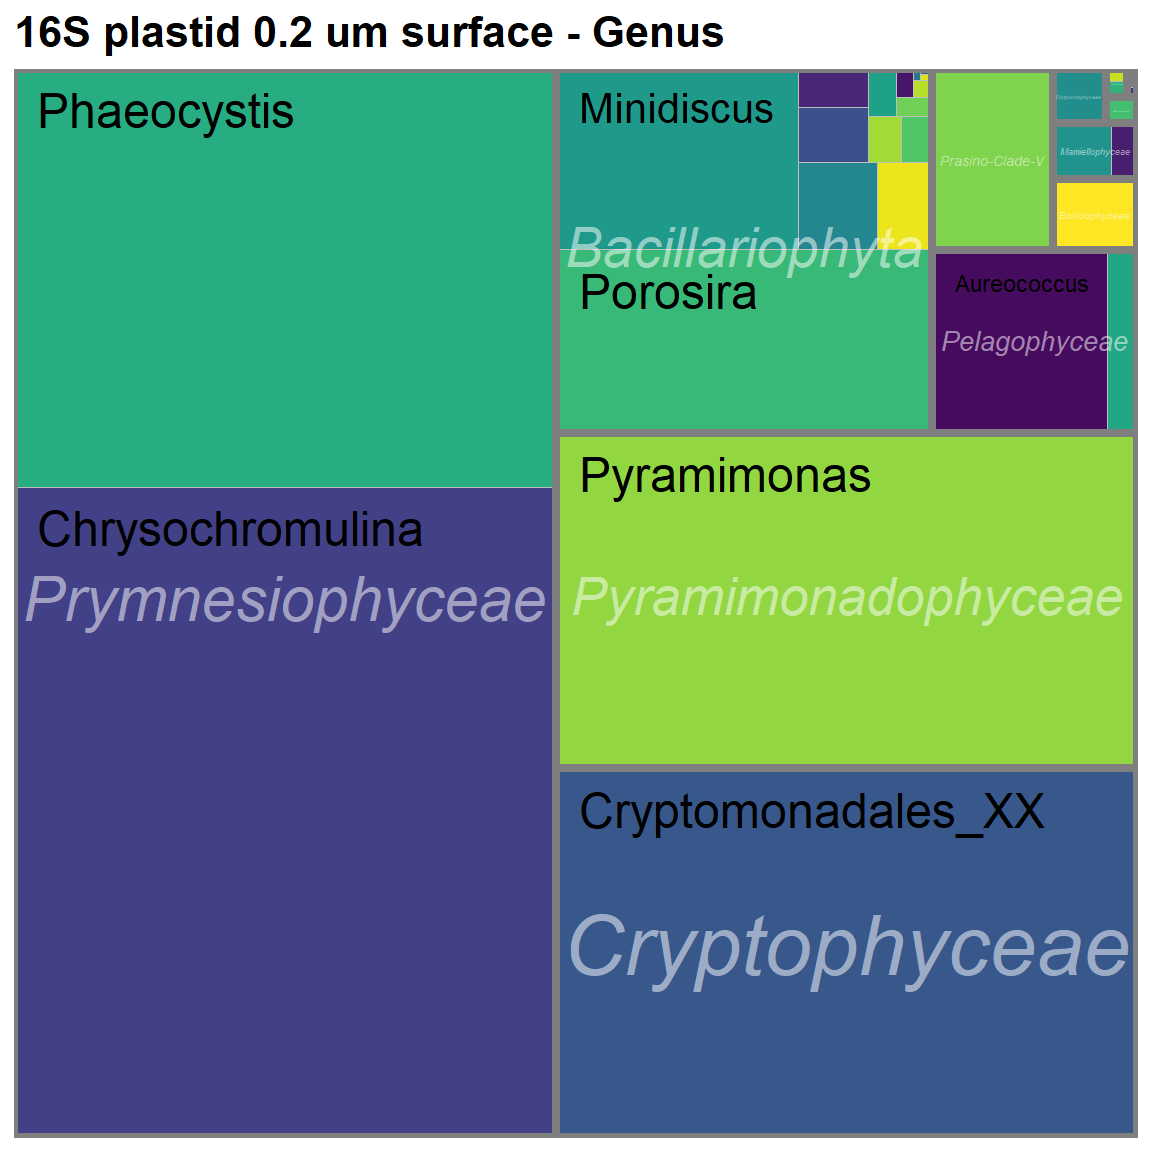 16S plastid 0.2 um surface - Genus
Phaeocystis
Chrysochromulina
Prymnesiophyceae
Minidiscus
Bacillariophyta
Porosira
Prasino-Clade-V
Mamiellophyceae
Bolidophyceae
Aureococcus
Pelagophyceae
Pyramimonas
Pyramimonadophyceae
Cryptomonadales_XX
Cryptophyceae